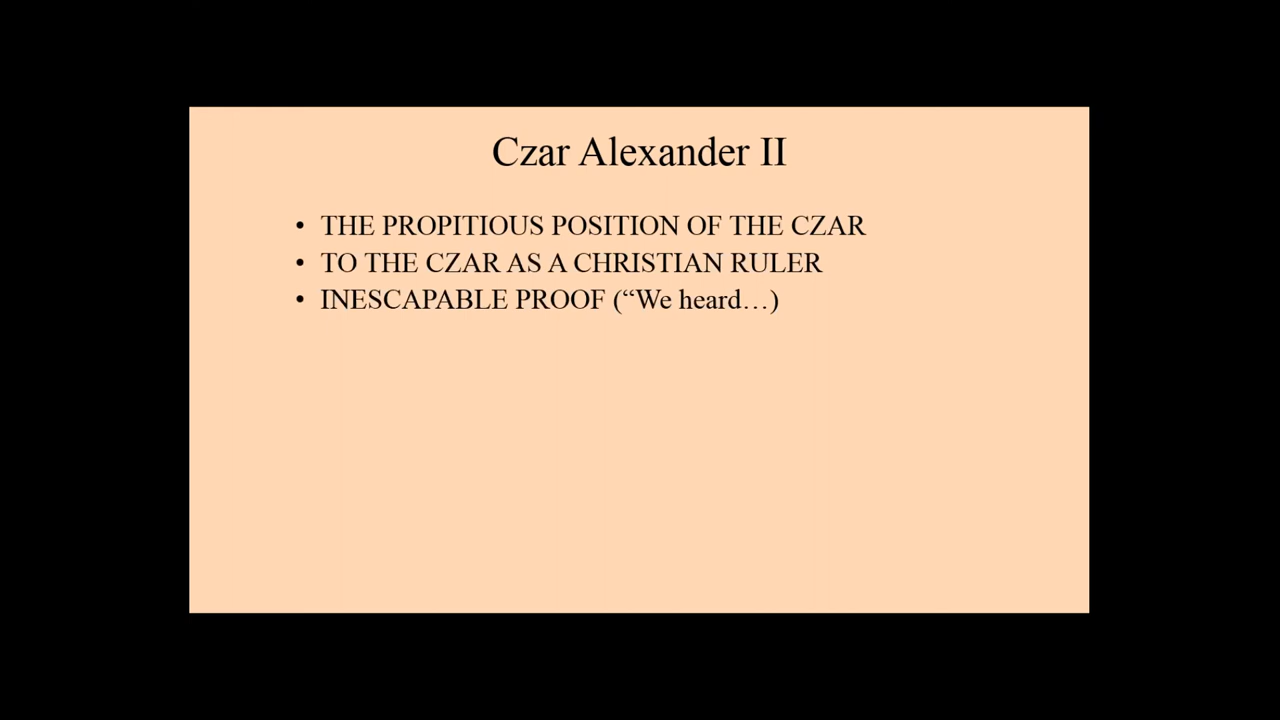 Czar Alexander II
• THE PROPITIOUS POSITION OF THE CZAR
• TO THE CZAR AS A CHRISTIAN RULER
• INESCAPABLE PROOF (“We heard…)